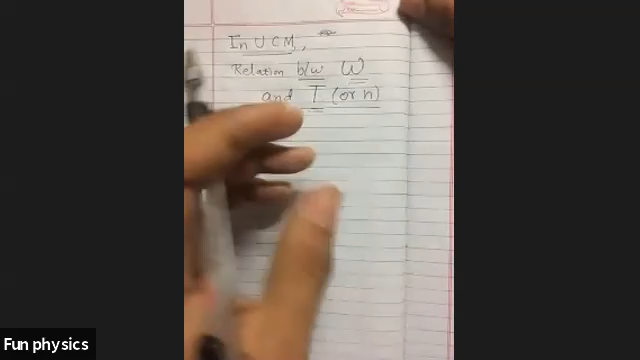 In UCM,
Relation b/w ω
and T (or n)
Fun physics